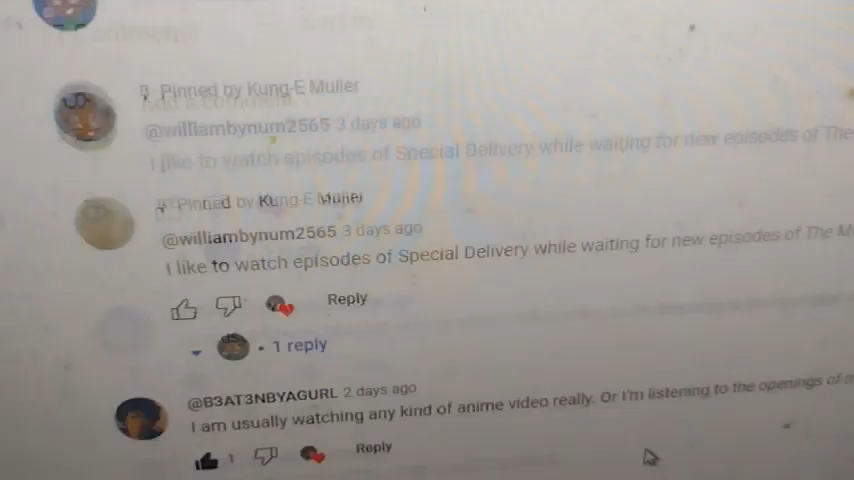 Pinned by Kung-E Muller
@williambynum2565 3 days ago
I like to watch episodes of Special Delivery while waiting for new episodes of The
Pinned by Kung-E Muller
@williambynum2565 3 days ago
I like to watch episodes of Special Delivery while waiting for new episodes of The M
Reply
• 1 reply
@B3AT3NBYAGURL 2 days ago
I am usually watching any kind of anime video really. Or I'm listening to the openings of
1
Reply